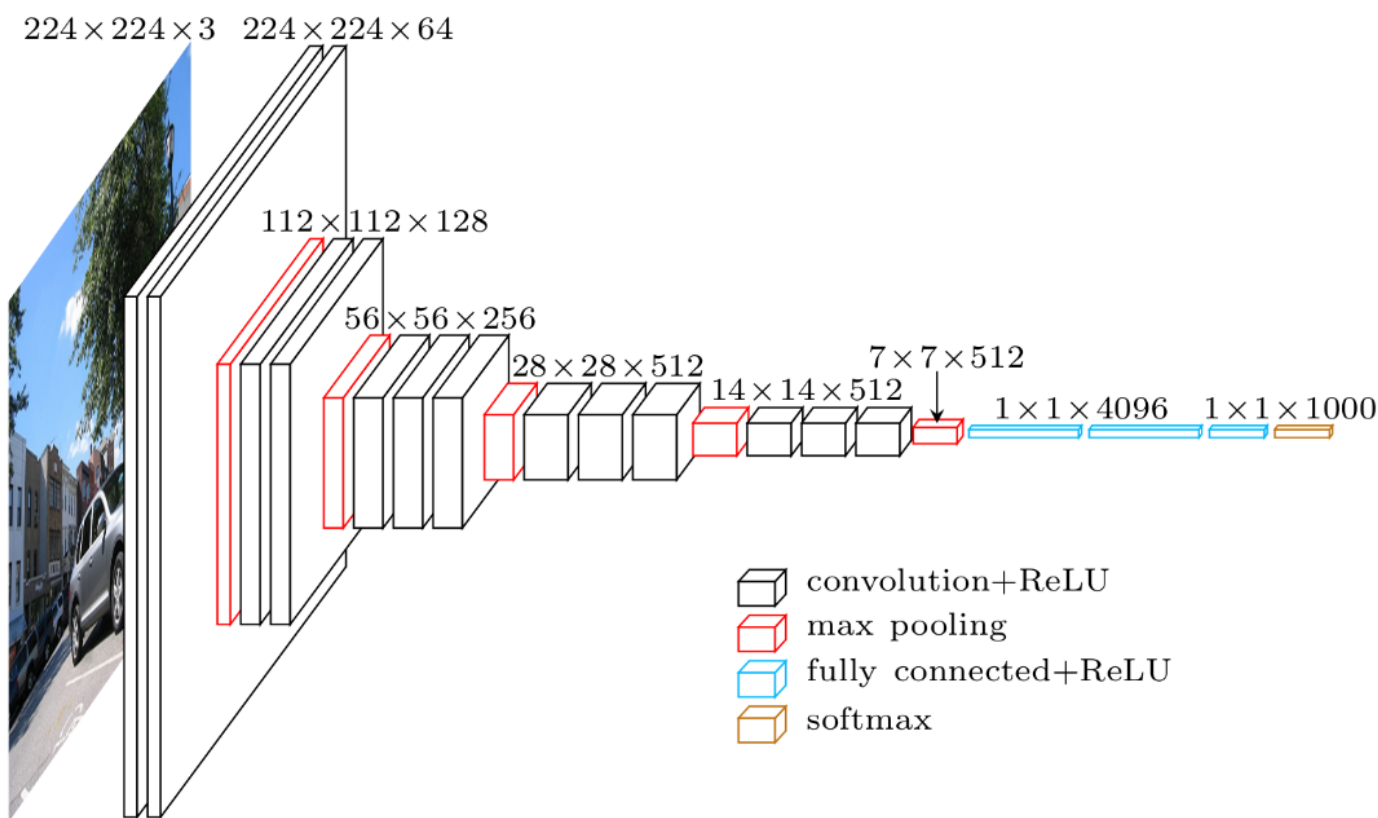 224×224×3
224×224×64
112×112×128
56×56×256
28×28×512
14×14×512
7×7×512
1×1×4096
1×1×1000
convolution+ReLU
max pooling
fully connected+ReLU
softmax